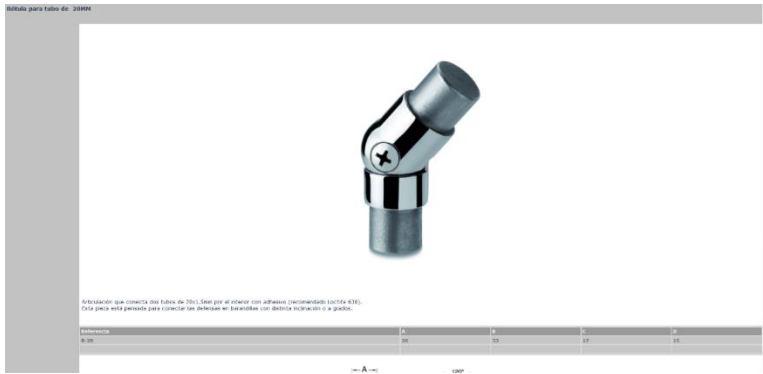 Rótula para tubo de 20MM
Articulación que conecta dos tubos de 20x1,5mm por el interior con adhesivo (recomendado Loctite 638).
Esta pieza está pensada para conectar las defensas en barandillas con distinta inclinación o a grados.
Referencia A B C D
33 17
A